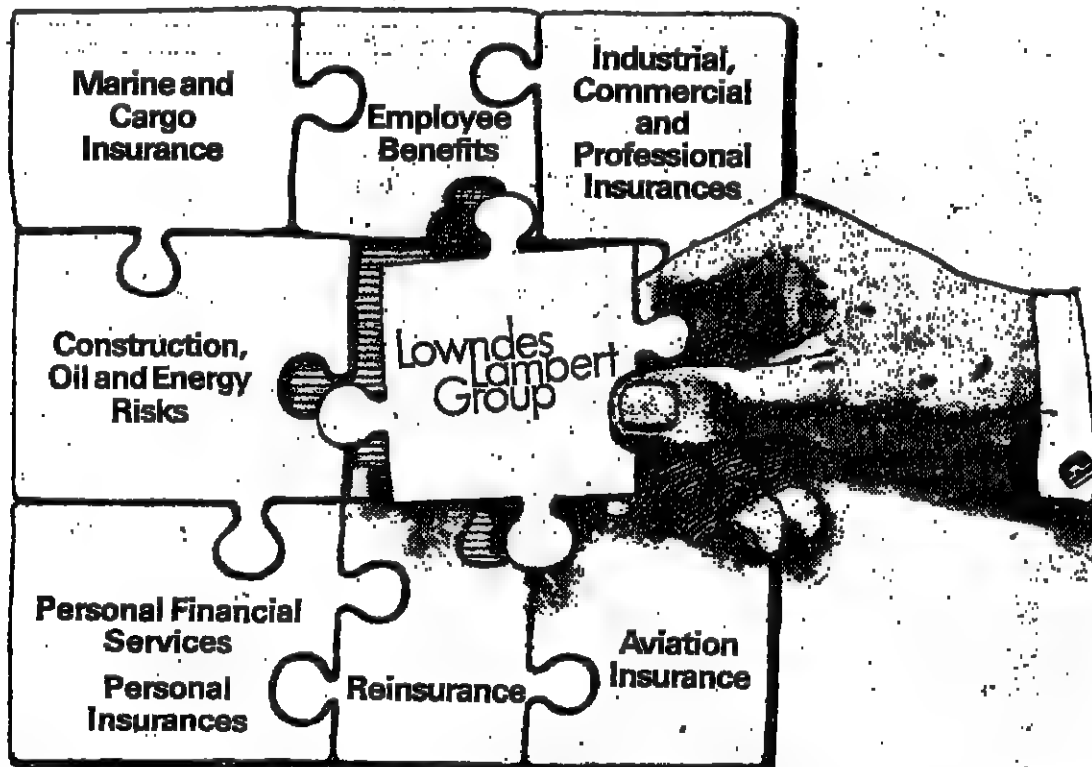 Marine and
Cargo
Insurance
Employee
Benefits
Industrial,
Commercial
and
Professional
Insurances
Construction,
Oil and Energy
Risks
Lowndes
Lambert
Group
Personal Financial
Services
Personal
Insurances
Reinsurance
Aviation
Insurance